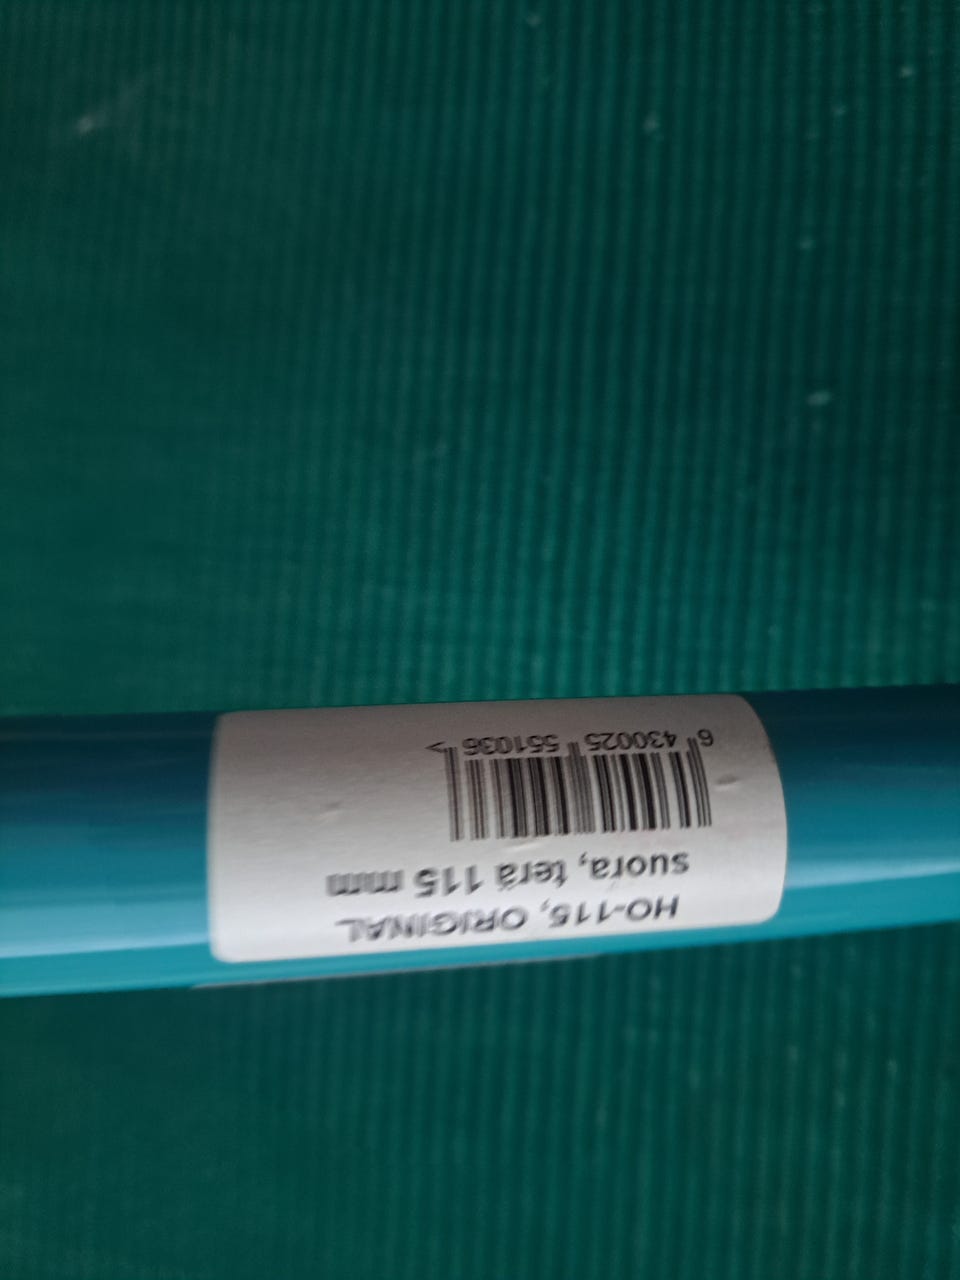 HO-115, ORIGINAL
suora, terä 115 mm
6 430025 551036 >